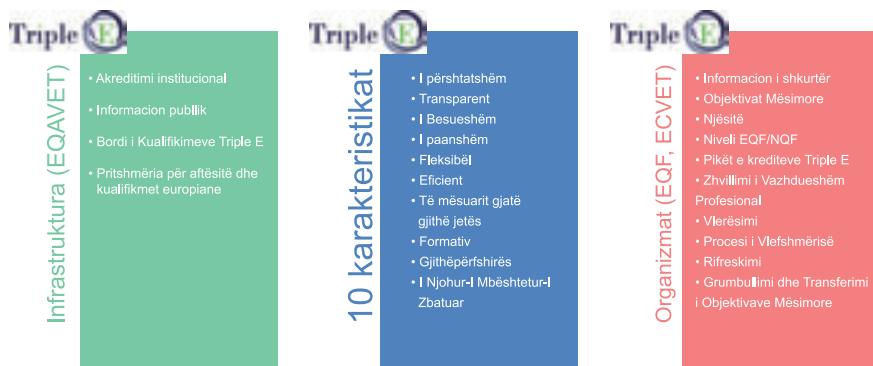 Triple E
Infrastruktura (EQAVET)
• Akreditimi institucional
• Informacion publik
• Bordi i Kualifikimeve Triple E
• Pritshmëria për aftësitë dhe
kualifikmet europiane
Triple E
10 karakteristikat
• I përshtatshëm
• Transparent
• I Besueshëm
• I paanshëm
• Fleksibël
• Eficient
• Të mësuarit gjatë
gjithë jetës
• Formativ
• Gjithëpërfshirës
• I Njohur-I Mbështetur-I
Zbatuar
Triple E
Organizmat (EQF, ECVET)
• Informacion i shkurtër
• Objektivat Mësimore
• Njësitë
• Niveli EQF/NQF
• Pikët e krediteve Triple E
• Zhvillimi i Vazhdueshëm
Profesional
• Vlerësimi
• Procesi i Vlefshmërisë
• Rifreskimi
• Grumbullimi dhe Transferimi
i Objektivave Mësimore